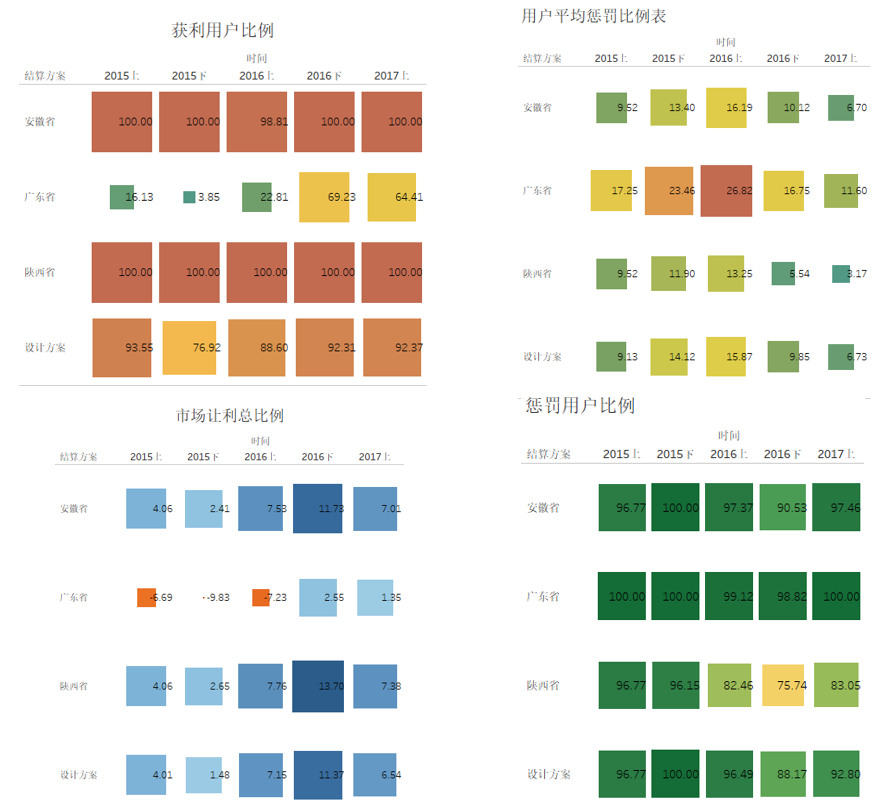 获利用户比例
时间
结算方案 2015上 2015下 2016上 2016下 2017上
安徽省 100.00 100.00 98.81 100.00 100.00
广东省 16.13 3.85 22.81 69.23 64.41
陕西省 100.00 100.00 100.00 100.00 100.00
设计方案 93.55 76.92 88.60 92.31 92.37
用户平均惩罚比例表
时间
结算方案 2015上 2015下 2016上 2016下 2017上
安徽省 9.52 13.40 16.19 10.12 6.70
广东省 17.25 23.46 26.82 16.75 11.60
陕西省 9.52 11.90 13.25 5.54 3.17
设计方案 9.13 14.12 15.87 9.85 6.73
市场让利总比例
时间
结算方案 2015上 2015下 2016上 2016下 2017上
安徽省 4.06 2.41 7.53 11.73 7.01
广东省 -6.69 -9.83 -7.23 2.55 1.35
陕西省 4.06 2.65 7.76 13.70 7.38
设计方案 4.01 1.48 7.15 11.37 6.54
惩罚用户比例
时间
结算方案 2015上 2015下 2016上 2016下 2017上
安徽省 96.77 100.00 97.37 90.53 97.46
广东省 100.00 100.00 99.12 98.82 100.00
陕西省 96.77 96.15 82.46 75.74 83.05
设计方案 96.77 100.00 96.49 88.17 92.80